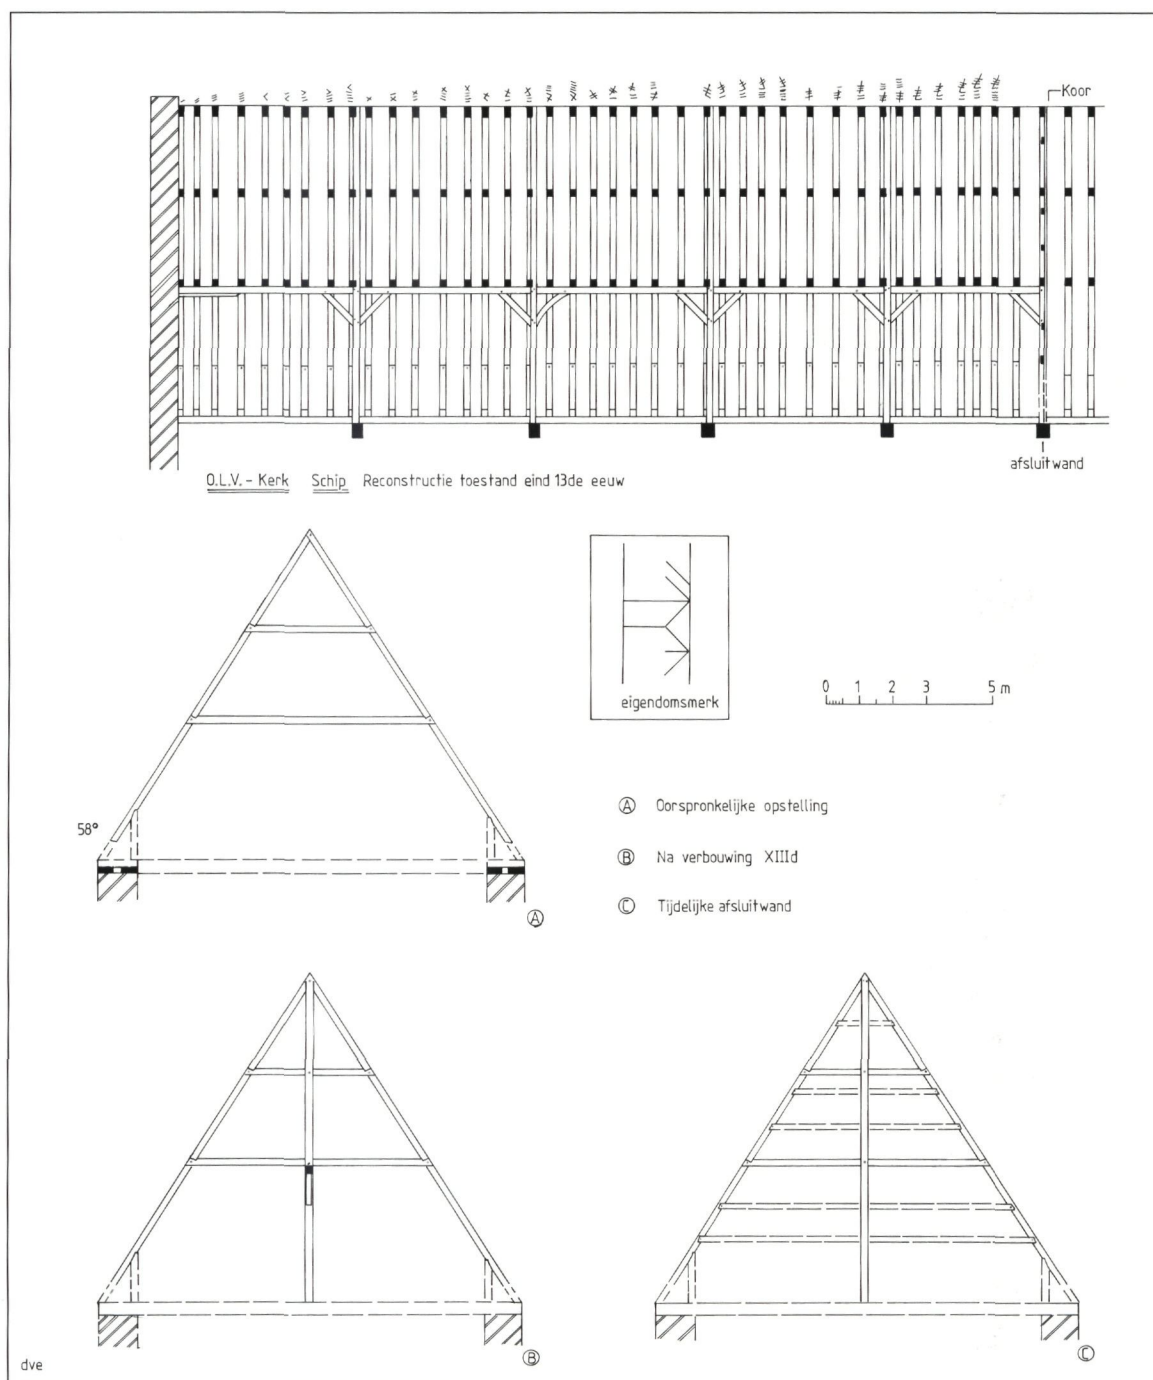 Koor
afsluitwand
O.L.V. - Kerk Schip Reconstructie toestand eind 13de eeuw
eigendomsmerk
0 1 2 3 5 m
58°
A
A Oorspronkelijke opstelling
B Na verbouwing XIIId
C Tijdelijke afsluitwand
B
C
dve